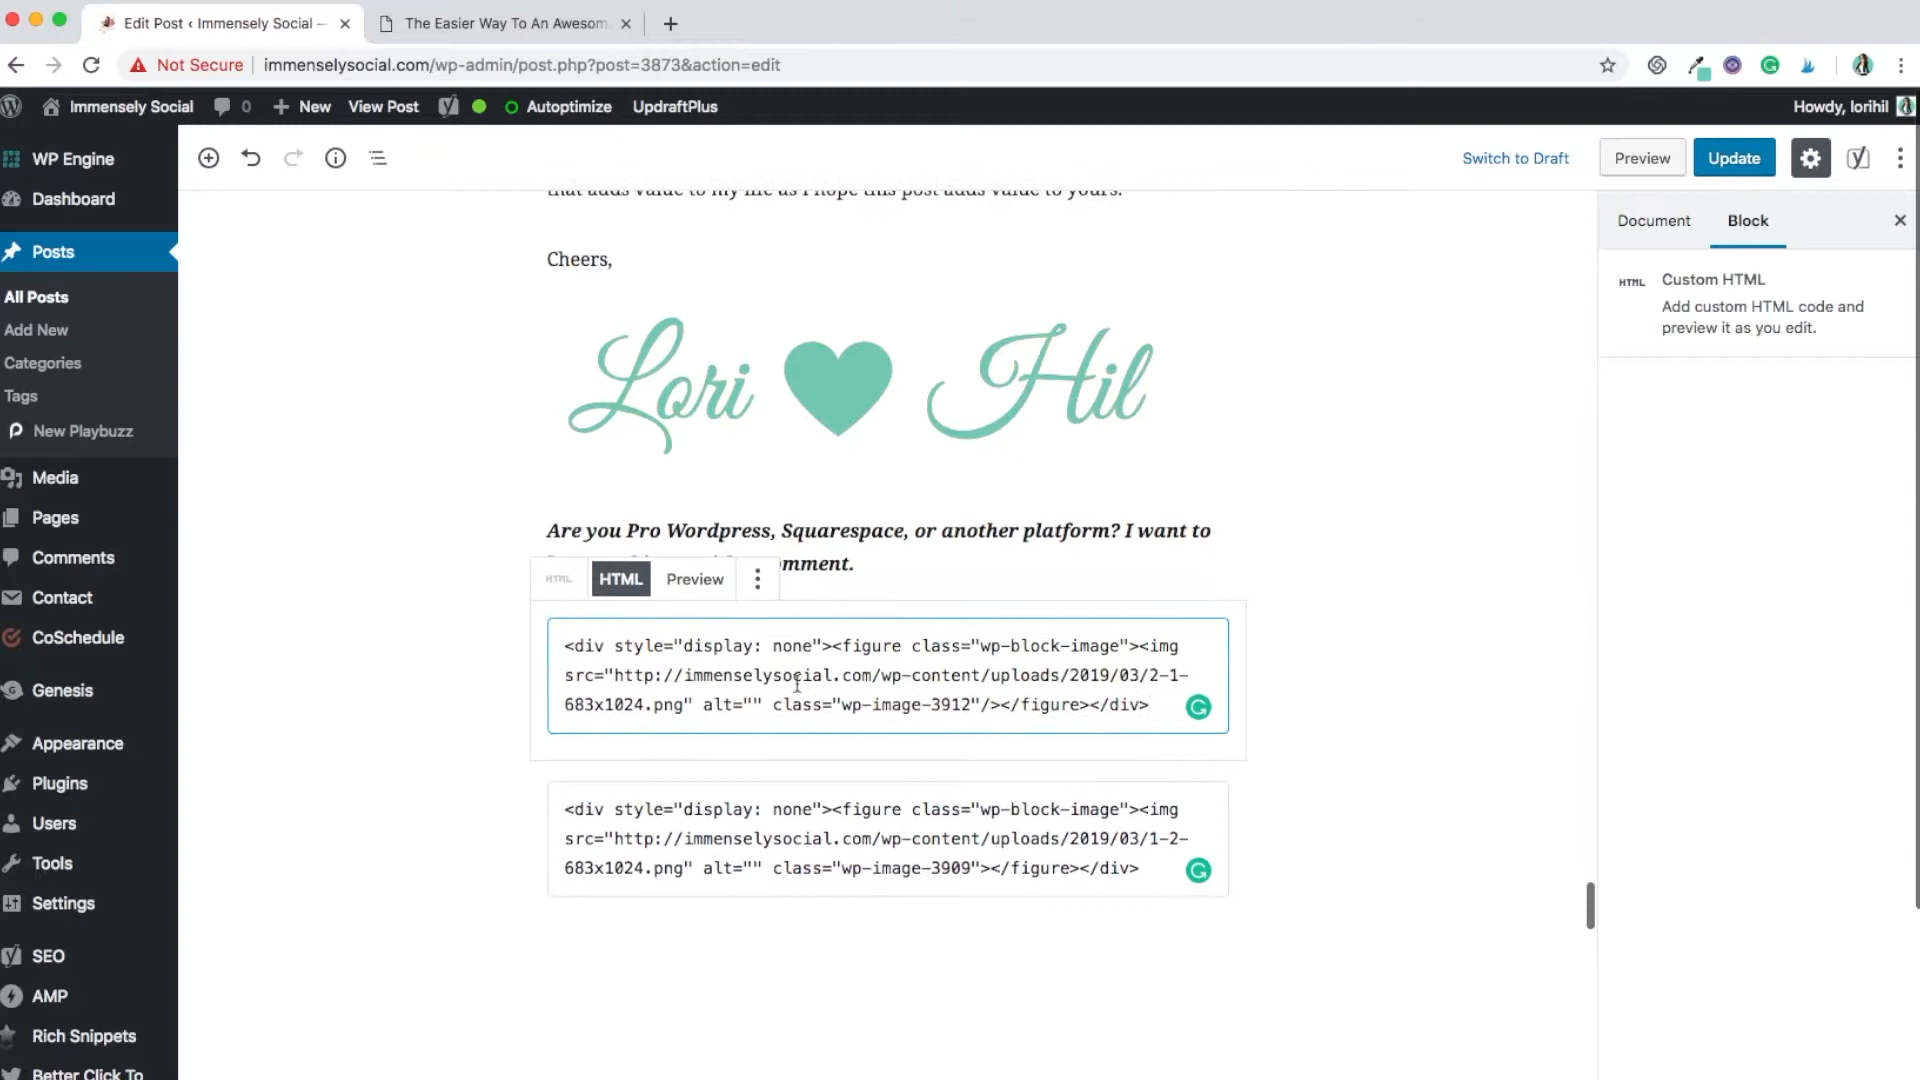 Edit Post ‹ Immensely Social —
The Easier Way To An Awesom
Not Secure
immenselysocial.com/wp-admin/post.php?post=3873&action=edit
Immensely Social
0
New
View Post
Autoptimize
UpdraftPlus
Howdy, lorihil
WP Engine
Dashboard
Posts
All Posts
Add New
Categories
Tags
New Playbuzz
Media
Pages
Comments
Contact
CoSchedule
Genesis
Appearance
Plugins
Users
Tools
Settings
SEO
AMP
Rich Snippets
Better Click To
Switch to Draft
Preview
Update
that adds value to my life as I hope this post adds value to yours.
Cheers,
Lori Hil
Are you Pro Wordpress, Squarespace, or another platform? I want to
mment.
HTML
HTML
Preview
<div style="display: none"><figure class="wp-block-image"><img
src="http://immenselysocial.com/wp-content/uploads/2019/03/2-1-
683x1024.png" alt="" class="wp-image-3912"/></figure></div>
<div style="display: none"><figure class="wp-block-image"><img
src="http://immenselysocial.com/wp-content/uploads/2019/03/1-2-
683x1024.png" alt="" class="wp-image-3909"></figure></div>
Document
Block
HTML
Custom HTML
Add custom HTML code and
preview it as you edit.